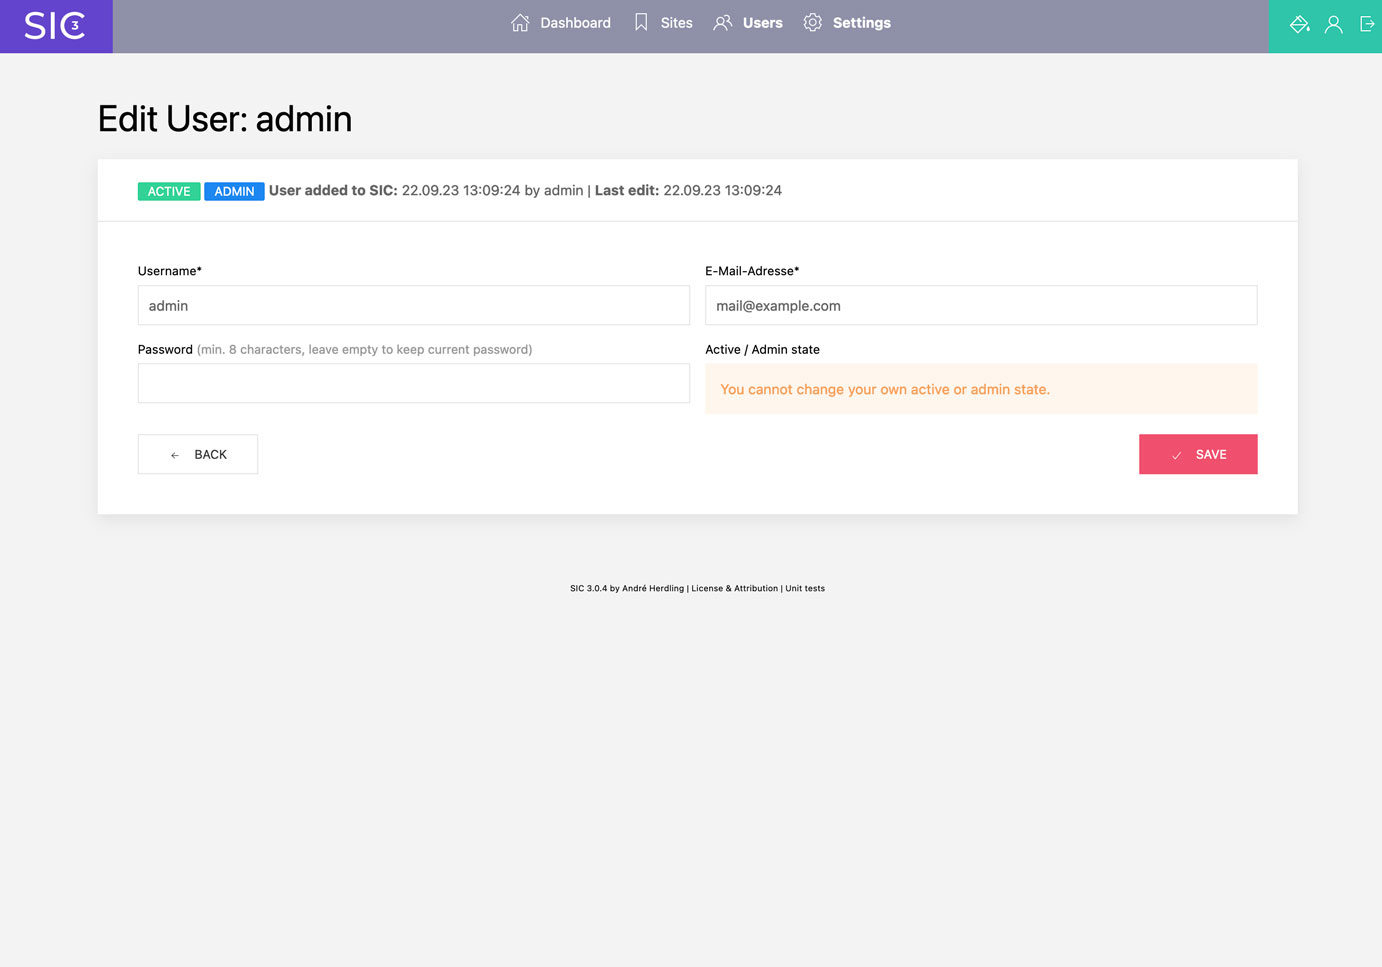 SIC 3
Dashboard Sites Users Settings
Edit User: admin
ACTIVE ADMIN User added to SIC: 22.09.23 13:09:24 by admin | Last edit: 22.09.23 13:09:24
Username* E-Mail-Adresse*
admin mail@example.com
Password (min. 8 characters, leave empty to keep current password) Active / Admin state
You cannot change your own active or admin state.
BACK SAVE
SIC 3.0.4 by André Herdling | License & Attribution | Unit tests